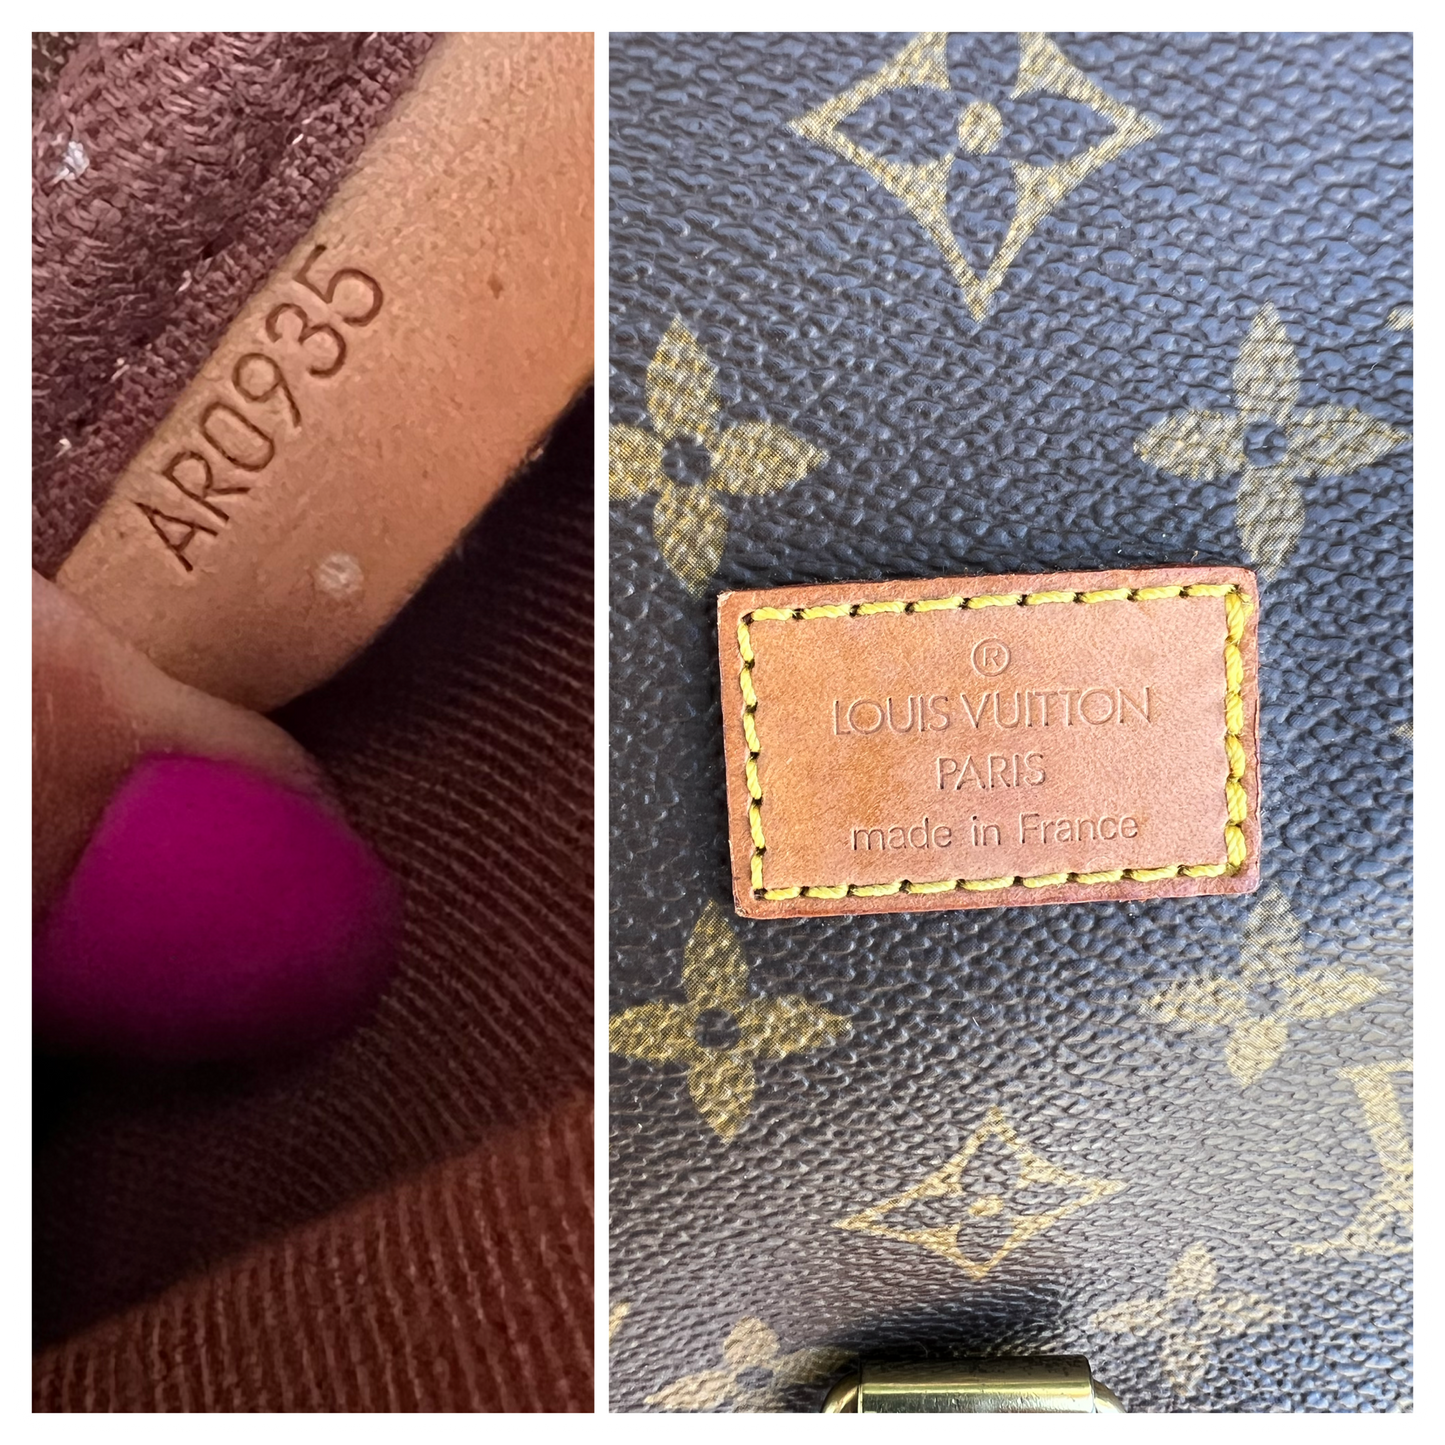 AR0935
®
LOUIS VUITTON
PARIS
made in France